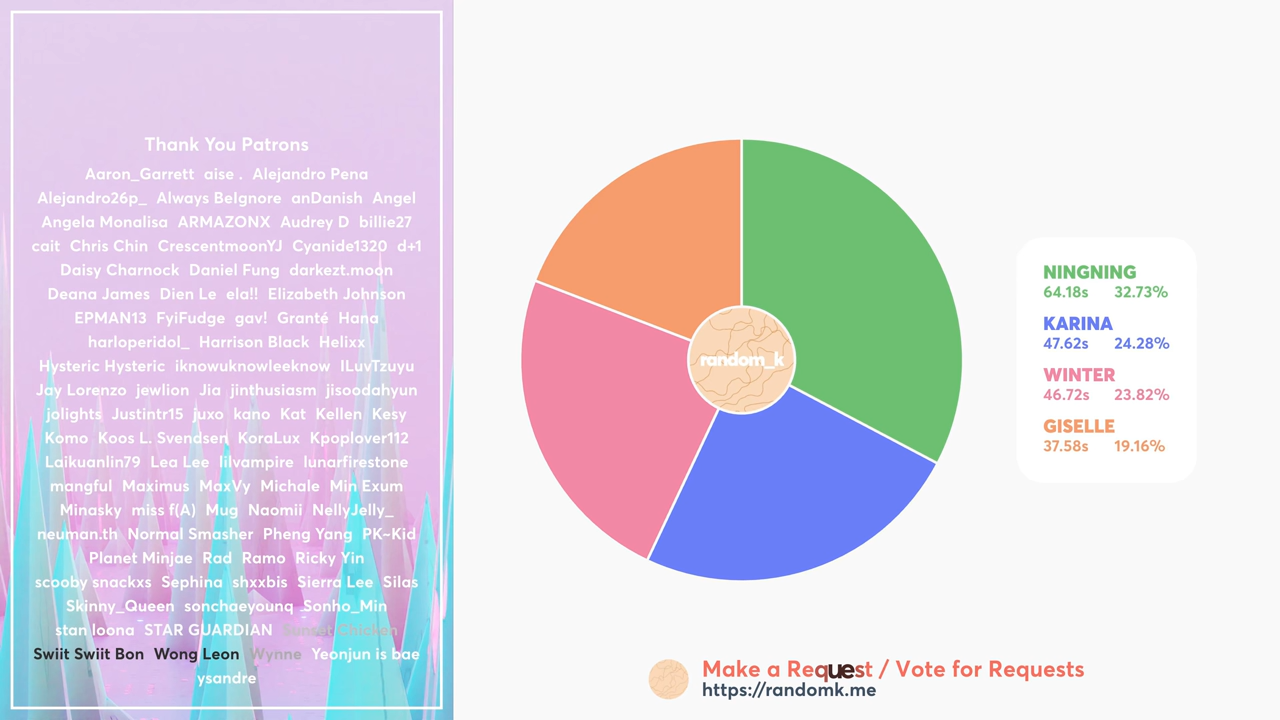 Thank You Patrons
Aaron_Garrett aise . Alejandro Pena
Alejandro26p_ Always BeIgnore anDanish Angel
Angela Monalisa ARMAZONX Audrey D billie27
cait Chris Chin CrescentmoonYJ Cyanide1320 d+1
Daisy Charnock Daniel Fung darkezt.moon
Deana James Dien Le ela!! Elizabeth Johnson
EPMAN13 FyiFudge gav! Granté Hana
harloperidol_ Harrison Black Helixx
Hysteric Hysteric iknowuknowleeknow ILuvTzuyu
Jay Lorenzo jewlion Jia jinthusiasm jisoodahyun
jolights Justintr15 juxo kano Kat Kellen Kesy
Komo Koos L. Svendsen KoraLux Kpoplover112
Laikuanlin79 Lea Lee lilvampire lunarfirestone
mangful Maximus MaxVy Michale Min Exum
Minasky miss f(A) Mug Naomii NellyJelly_
neuman.th Normal Smasher Pheng Yang PK~Kid
Planet Minjae Rad Ramo Ricky Yin
scooby snackxs Sephina shxxbis Sierra Lee Silas
Skinny_Queen sonchaeyounq_Sonho_Min
stan loona STAR GUARDIAN Sunset Chicken
Swiit Swiit Bon Wong Leon Wynne Yeonjun is bae
ysandre
random_k
NINGNING
64.18s 32.73%
KARINA
47.62s 24.28%
WINTER
46.72s 23.82%
GISELLE
37.58s 19.16%
Make a Request / Vote for Requests
https://randomk.me